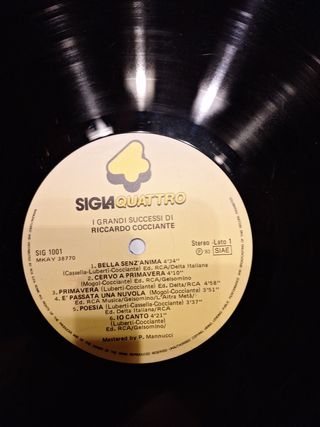 4
SIGLAQUATTRO
I GRANDI SUCCESSI DI
RICCARDO COCCIANTE
SIG 1001
MKAY 38770
Stereo - Lato 1
Ⓟ 83 SIAE
1. BELLA SENZ'ANIMA 4'34"
(Cassella-Luberti-Cocciante) Ed. RCA/Delta Italiana
2. CERVO A PRIMAVERA 4'10"
(Mogol-Cocciante) Ed. RCA/Gelsomino
3. PRIMAVERA (Luberti-Cocciante) Ed. Delta/RCA 4'58"
4. E' PASSATA UNA NUVOLA (Mogol-Cocciante) 3'51"
Ed. RCA Musica/Gelsomino/L'Altra Metà/
5. POESIA (Luberti-Cassella-Cocciante) 3'37"
Ed. Delta Italiana/RCA
6. IO CANTO 4'21"
(Luberti-Cocciante)
Ed. RCA/Gelsomino/
Mastered by P. Mannucci